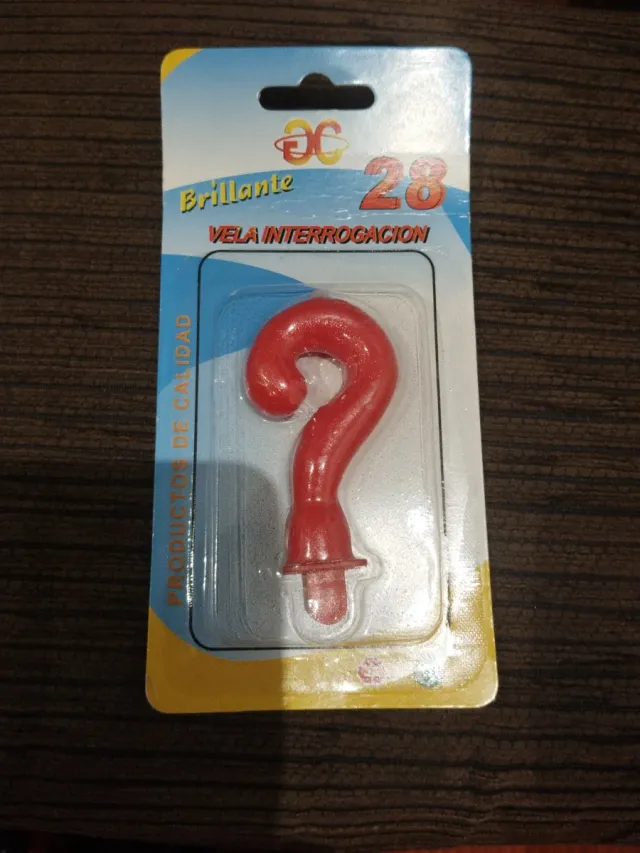 GC
Brillante
28
VELA INTERROGACION
PRODUCTOS DE CALIDAD